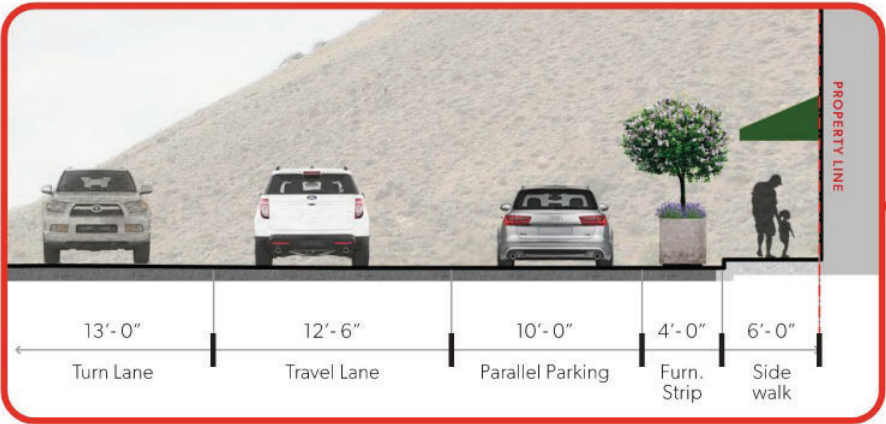 PROPERTY LINE
13’- 0”
12’- 6”
10’- 0”
4’- 0”
6’- 0”
Turn Lane
Travel Lane
Parallel Parking
Furn.
Strip
Side
walk